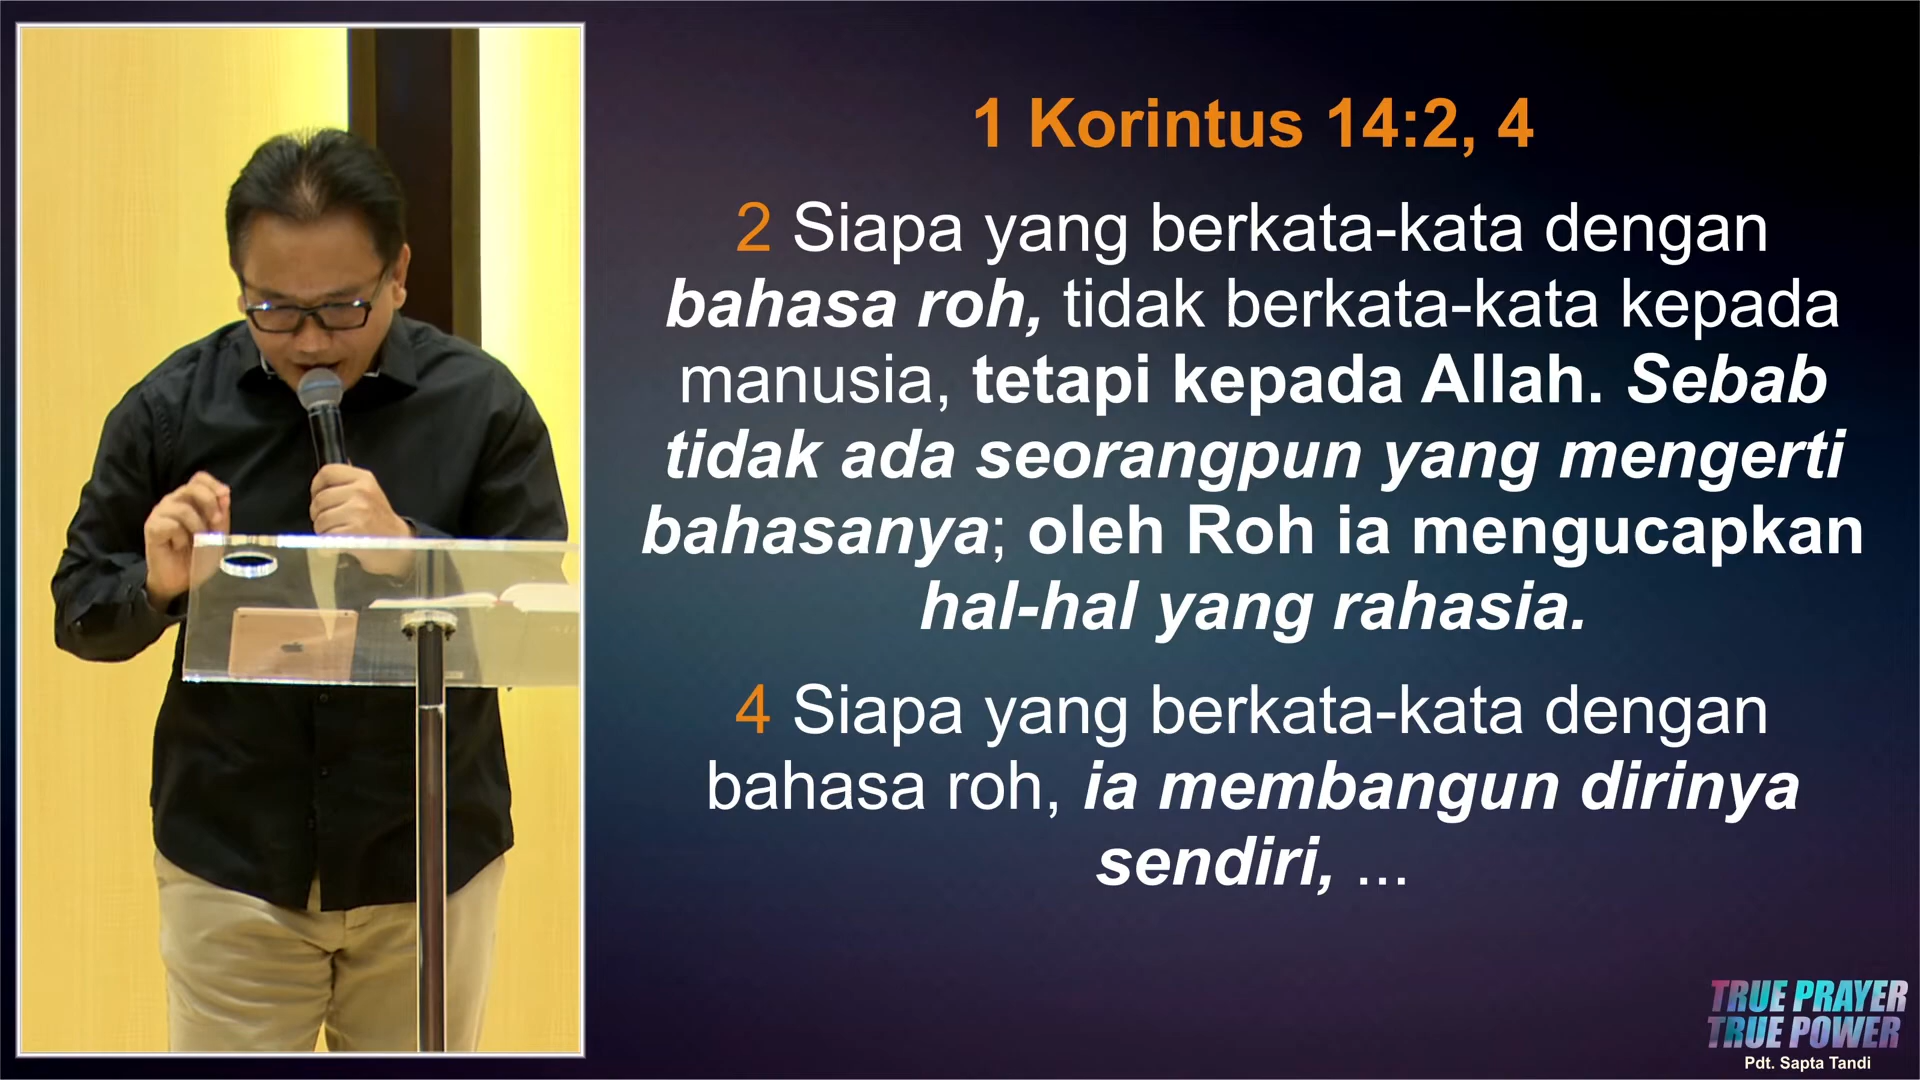 1 Korintus 14:2, 4
2 Siapa yang berkata-kata dengan
bahasa roh, tidak berkata-kata kepada
manusia, tetapi kepada Allah. Sebab
tidak ada seorangpun yang mengerti
bahasanya; oleh Roh ia mengucapkan
hal-hal yang rahasia.
4 Siapa yang berkata-kata dengan
bahasa roh, ia membangun dirinya
sendiri, ...
TRUE PRAYER
TRUE POWER
Pdt. Sapta Tandi